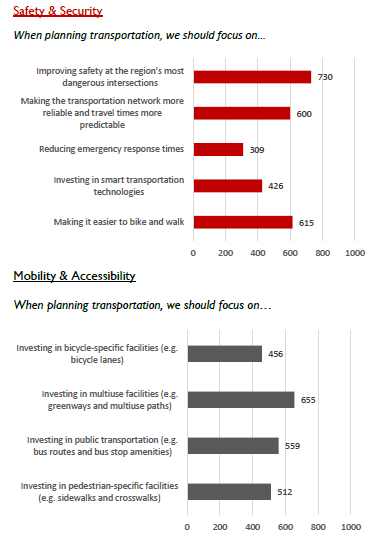 Safety & Security
When planning transportation, we should focus on...
Improving safety at the region's most
dangerous intersections
730
Making the transportation network more
reliable and travel times more
predictable
600
Reducing emergency response times
309
Investing in smart transportation
technologies
426
Making it easier to bike and walk
615
0 200 400 600 800 1000
Mobility & Accessibility
When planning transportation, we should focus on…
Investing in bicycle-specific facilities (e.g.
bicycle lanes)
456
Investing in multiuse facilities (e.g.
greenways and multiuse paths)
655
Investing in public transportation (e.g.
bus routes and bus stop amenities)
559
Investing in pedestrian-specific facilities
(e.g. sidewalks and crosswalks)
512
0 200 400 600 800 1000